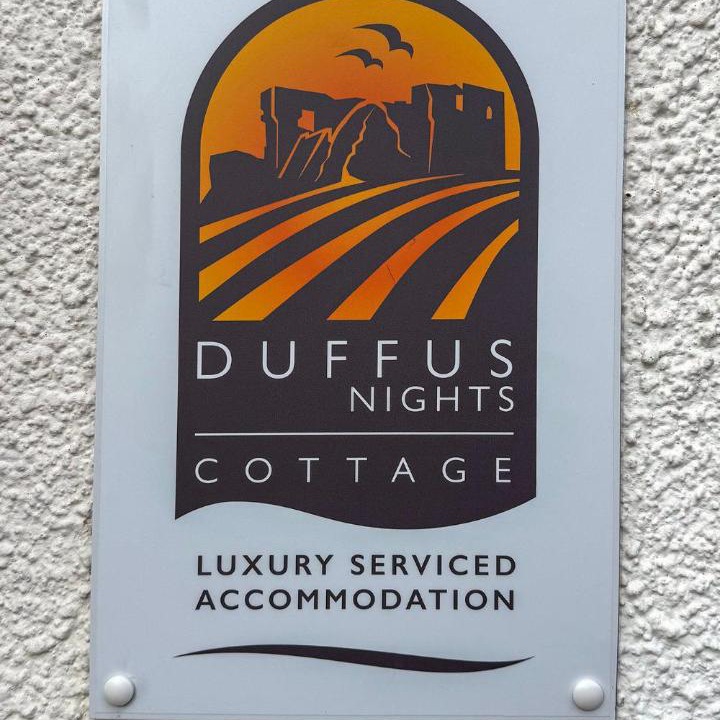 DUFFUS
NIGHTS
COTTAGE
LUXURY SERVICED
ACCOMMODATION